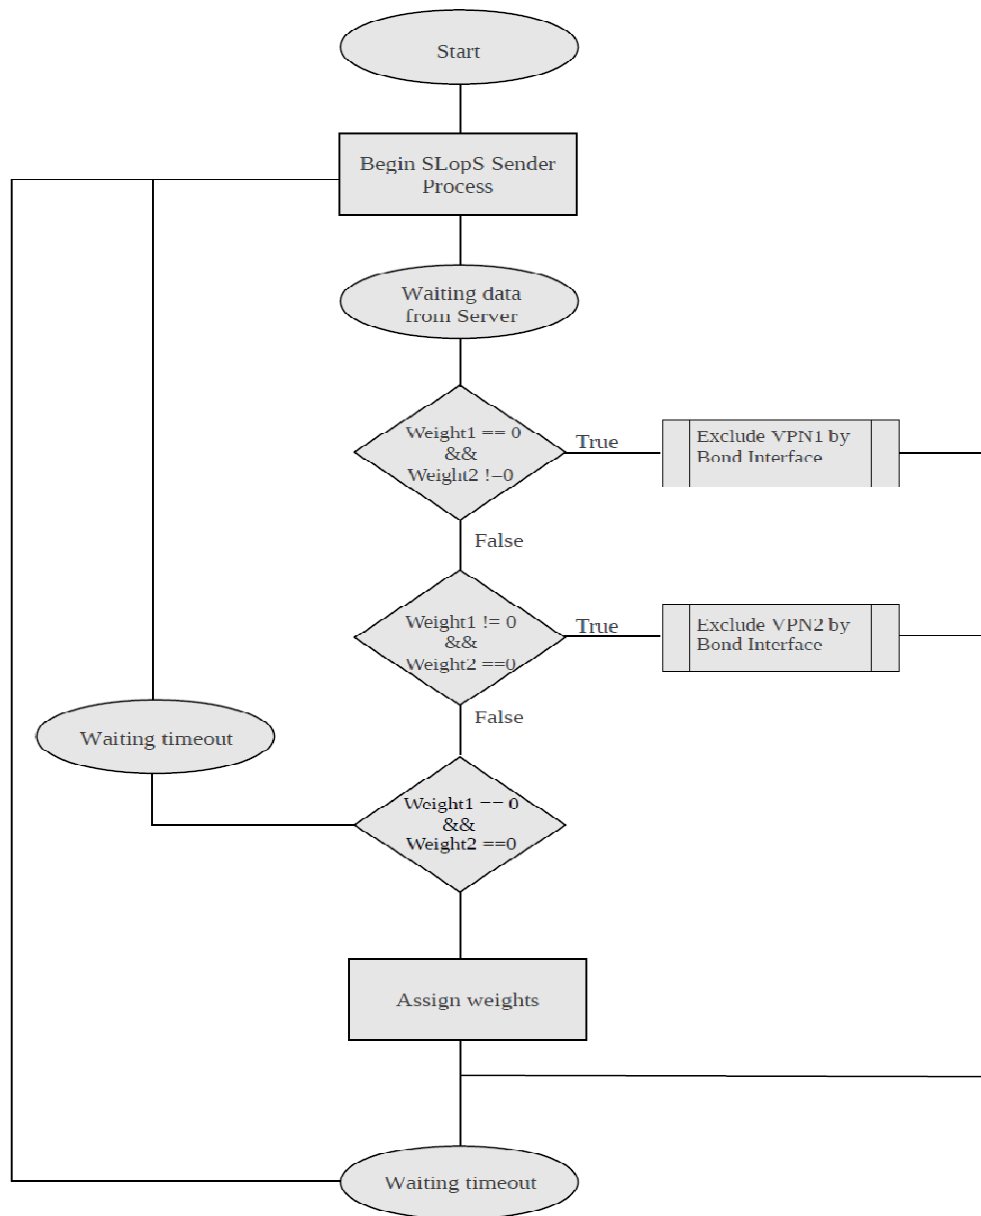 Start
Begin SLopS Sender
Process
Waiting data
from Server
Weight1 == 0
&&
Weight2 !=0
True
Exclude VPN1 by
Bond Interface
False
Weight1 != 0
&&
Weight2 ==0
True
Exclude VPN2 by
Bond Interface
False
Waiting timeout
Weight1 == 0
&&
Weight2 ==0
Assign weights
Waiting timeout